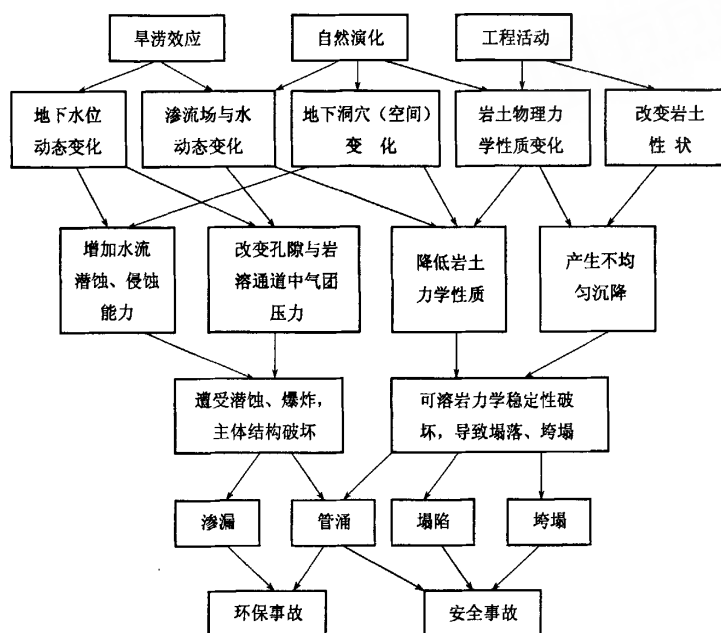 旱涝效应
自然演化
工程活动
地下水位
动态变化
渗流场与水
动态变化
地下洞穴（空间）
变 化
岩土物理力
学性质变化
改变岩土
性 状
增加水流
潜蚀、侵蚀
能力
改变孔隙与岩
溶通道中气团
压力
降低岩土
力学性质
产生不均
匀沉降
遭受潜蚀、爆炸，
主体结构破坏
可溶岩力学稳定性破
坏，导致塌落、垮塌
渗漏
管涌
塌陷
垮塌
环保事故
安全事故